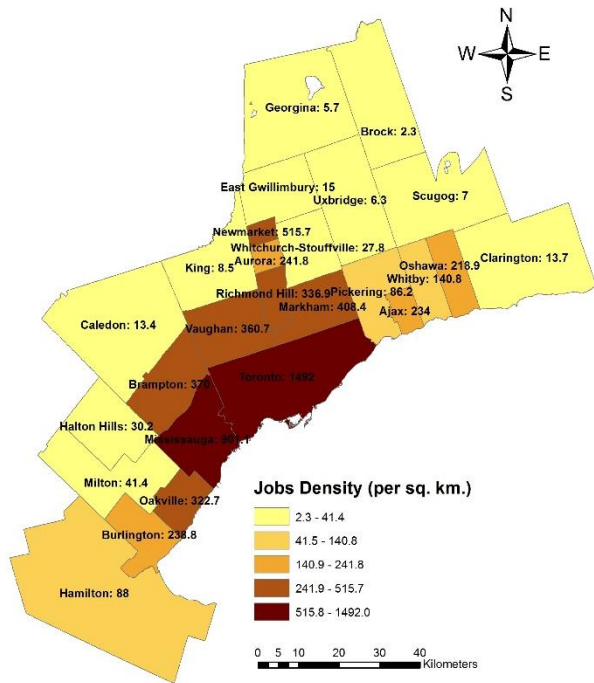 N
W E
S
Georgina: 5.7
Brock: 2.3
East Gwillimbury: 15
Uxbridge: 6.3
Scugog: 7
Newmarket: 515.7
Whitchurch-Stouffville: 27.8
Aurora: 241.8
King: 8.5
Oshawa: 218.9
Clarington: 13.7
Whitby: 140.8
Richmond Hill: 336.9
Pickering: 86.2
Markham: 408.4
Ajax: 234
Caledon: 13.4
Vaughan: 360.7
Brampton: 370
Toronto: 1492
Halton Hills: 30.2
Mississauga:
Milton: 41.4
Oakville: 322.7
Burlington: 238.8
Hamilton: 88
Jobs Density (per sq. km.)
2.3 - 41.4
41.5 - 140.8
140.9 - 241.8
241.9 - 515.7
515.8 - 1492.0
0 5 10 20 30 40
Kilometers